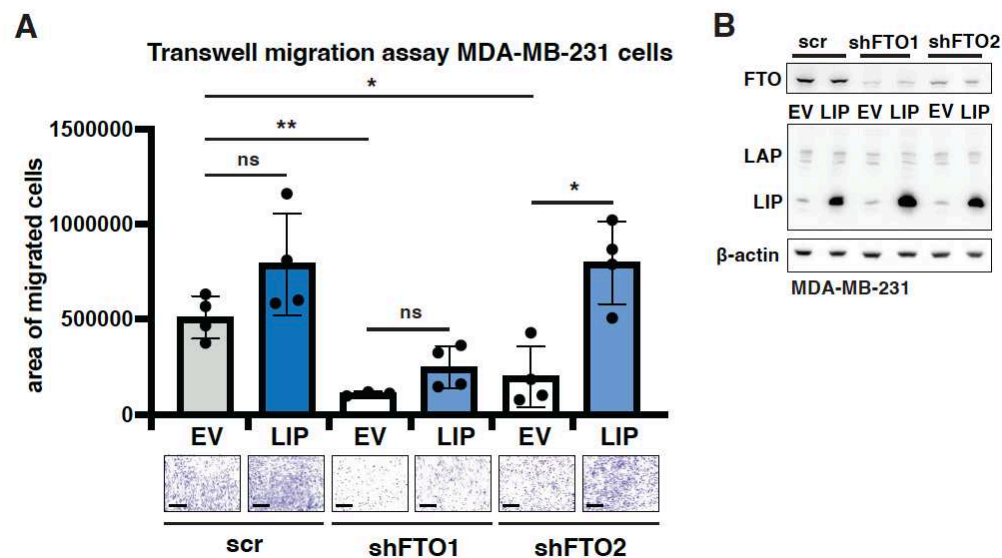 A
Transwell migration assay MDA-MB-231 cells
*
**
ns
*
ns
area of migrated cells
1500000
1000000
500000
0
EV LIP EV LIP EV LIP
scr shFTO1 shFTO2
B
scr shFTO1 shFTO2
FTO
EV LIP EV LIP EV LIP
LAP
LIP
β-actin
MDA-MB-231